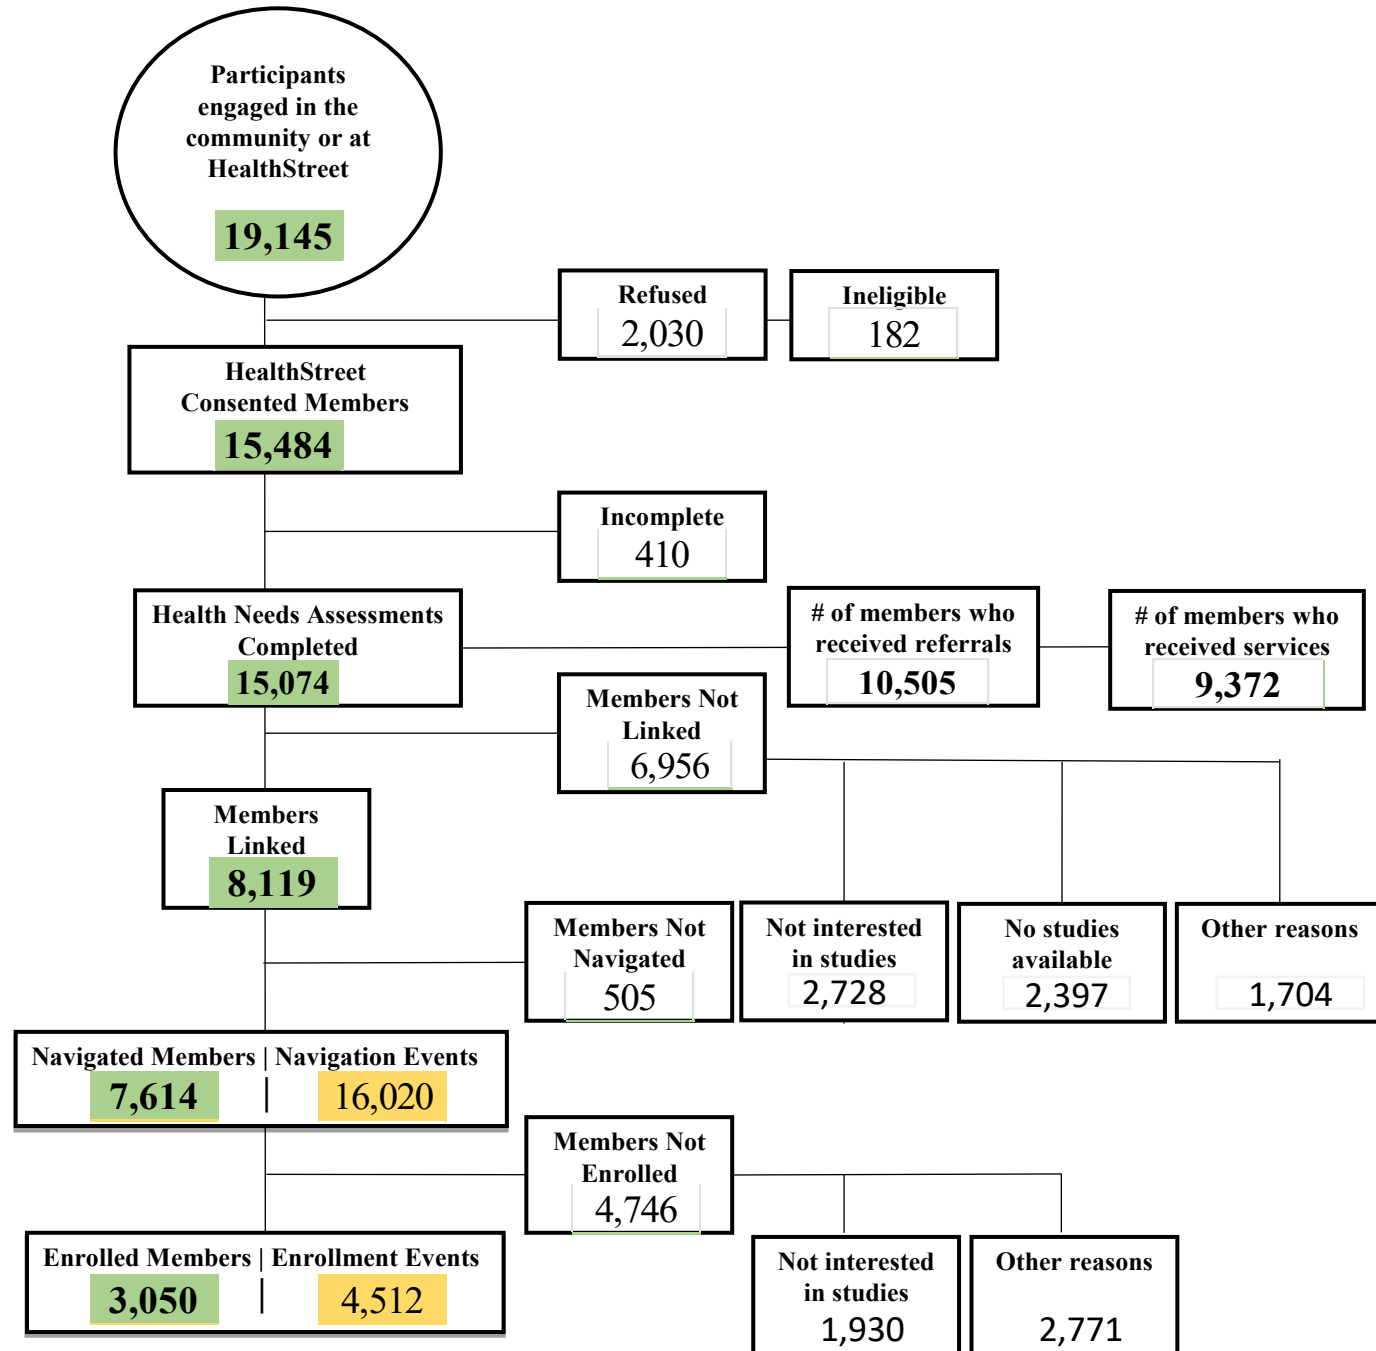 Participants
engaged in the
community or at
HealthStreet
19,145
Refused
2,030
Ineligible
182
HealthStreet
Consented Members
15,484
Incomplete
410
Health Needs Assessments
Completed
15,074
# of members who
received referrals
10,505
# of members who
received services
9,372
Members Not
Linked
6,956
Members
Linked
8,119
Members Not
Navigated
505
Not interested
in studies
2,728
No studies
available
2,397
Other reasons
1,704
Navigated Members | Navigation Events
7,614 | 16,020
Members Not
Enrolled
4,746
Enrolled Members | Enrollment Events
3,050 | 4,512
Not interested
in studies
1,930
Other reasons
2,771